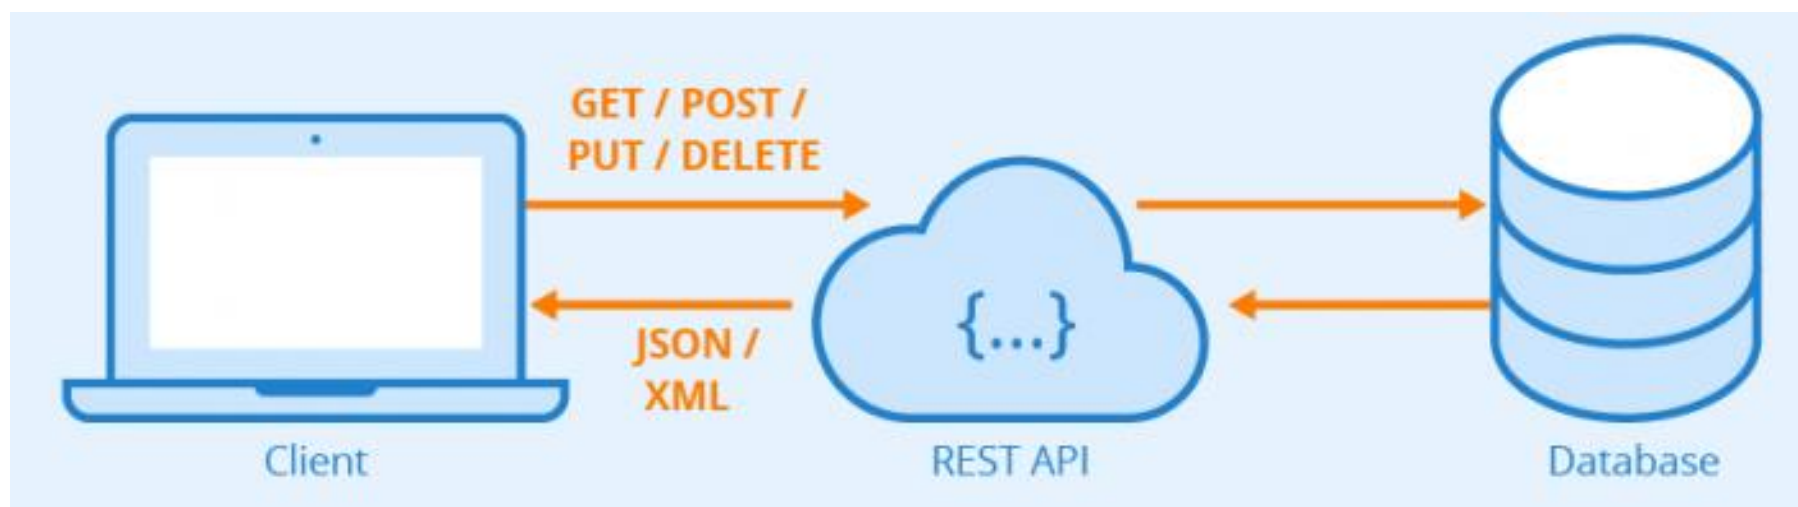 GET / POST /
PUT / DELETE
{...}
JSON /
XML
Client
REST API
Database